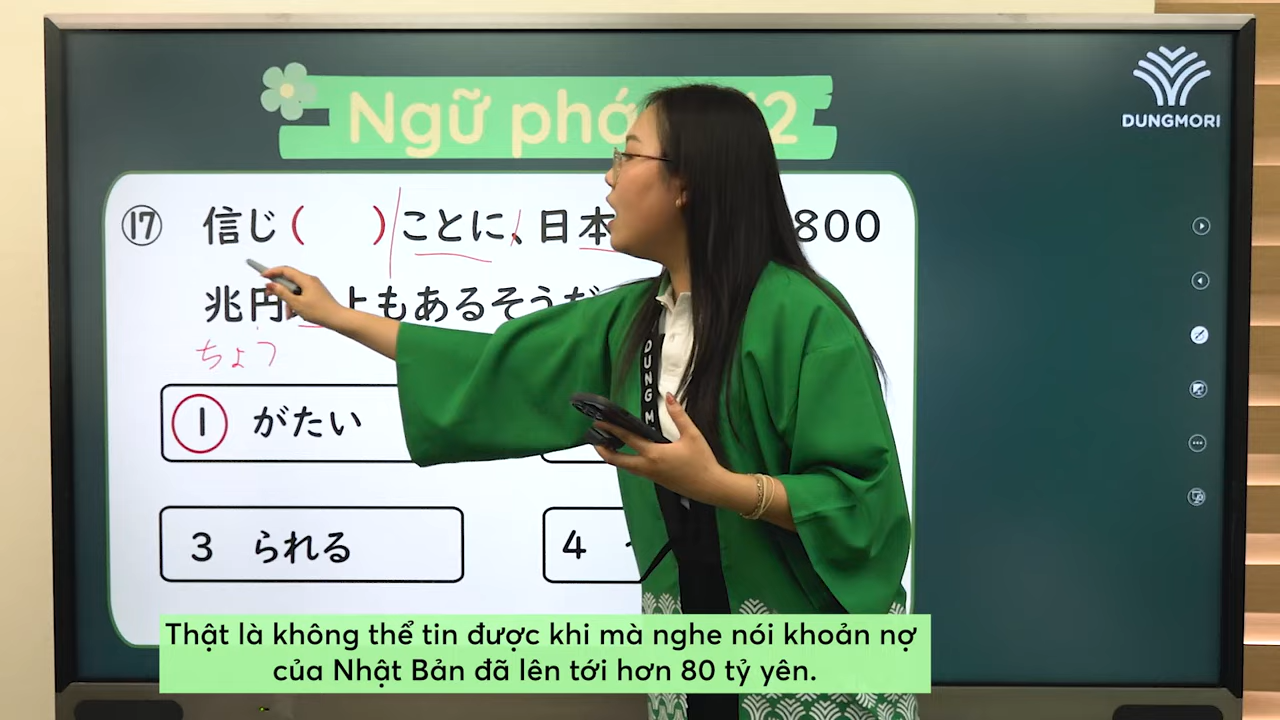 Ngữ phá 12
DUNGMORI
⑰ 信じ( )ことに、日本 800
兆円 上もあるそうだ
ちょう
1 がたい
3 られる
4
DUNG M
Thật là không thể tin được khi mà nghe nói khoản nợ
của Nhật Bản đã lên tới hơn 80 tỷ yên.